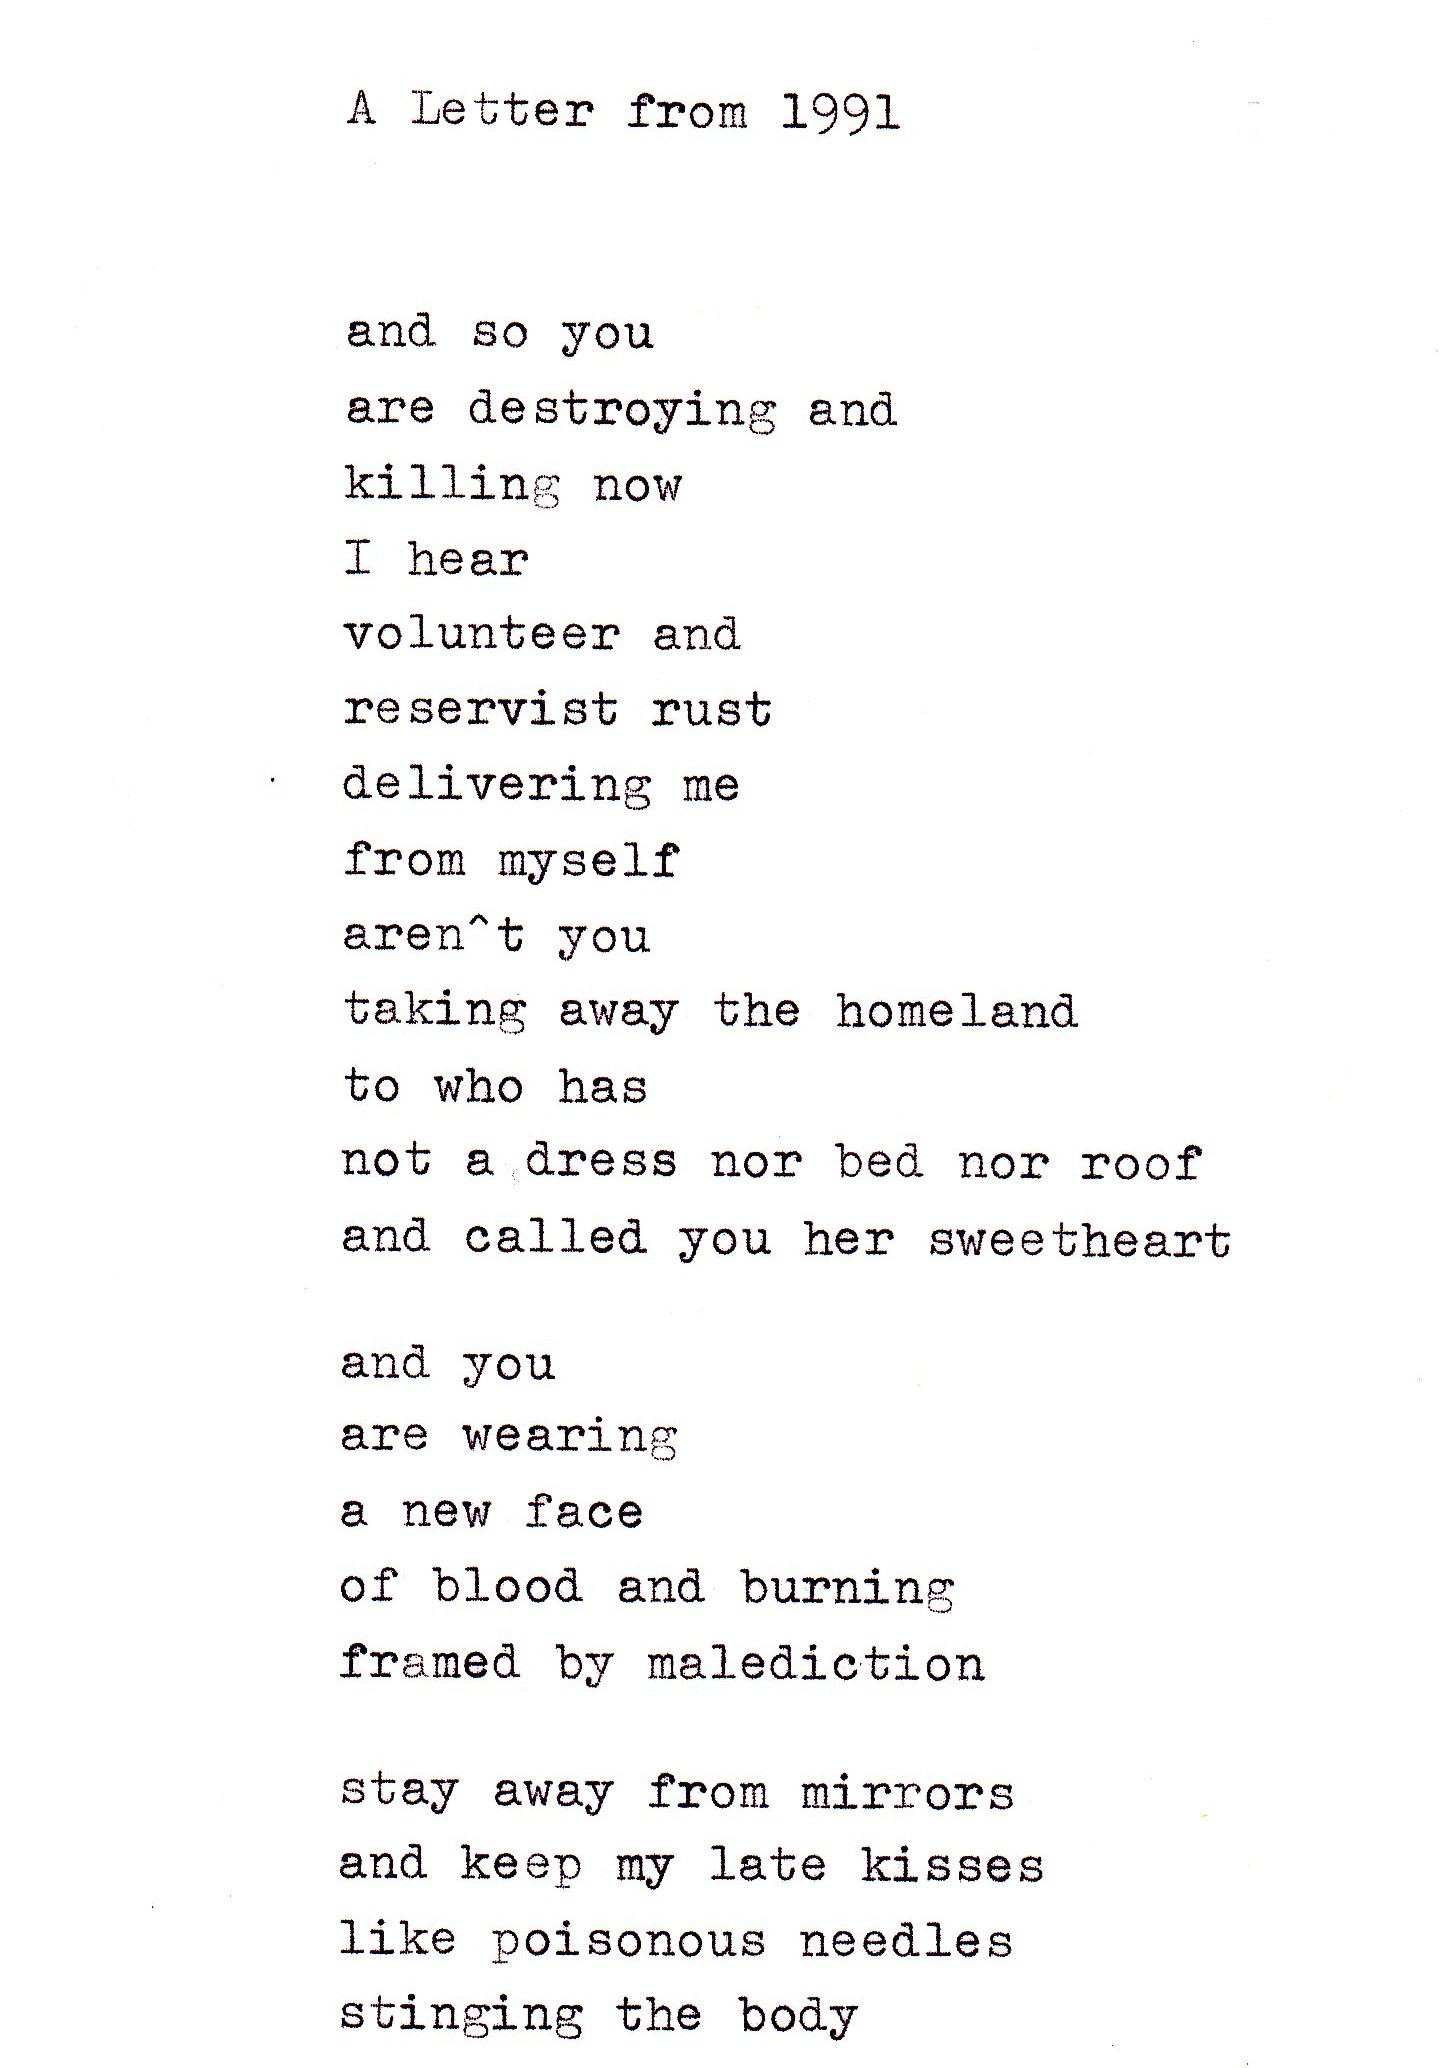 A Letter from 1991
and so you
are destroying and
killing now
I hear
volunteer and
reservist rust
delivering me
from myself
aren^t you
taking away the homeland
to who has
not a dress nor bed nor roof
and called you her sweetheart
and you
are wearing
a new face
of blood and burning
framed by malediction
stay away from mirrors
and keep my late kisses
like poisonous needles
stinging the body